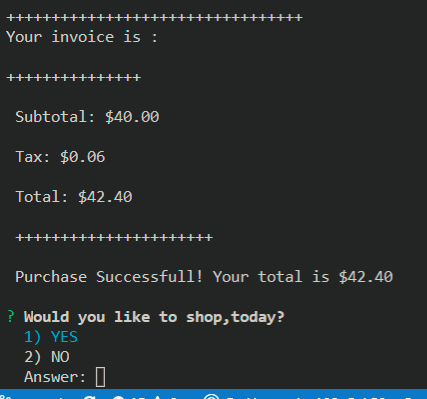 +++++++++++++++++++++++++++++++++
Your invoice is :
+++++++++++++++
Subtotal: $40.00
Tax: $0.06
Total: $42.40
++++++++++++++++++++++
Purchase Successfull! Your total is $42.40
? Would you like to shop,today?
1) YES
2) NO
Answer: